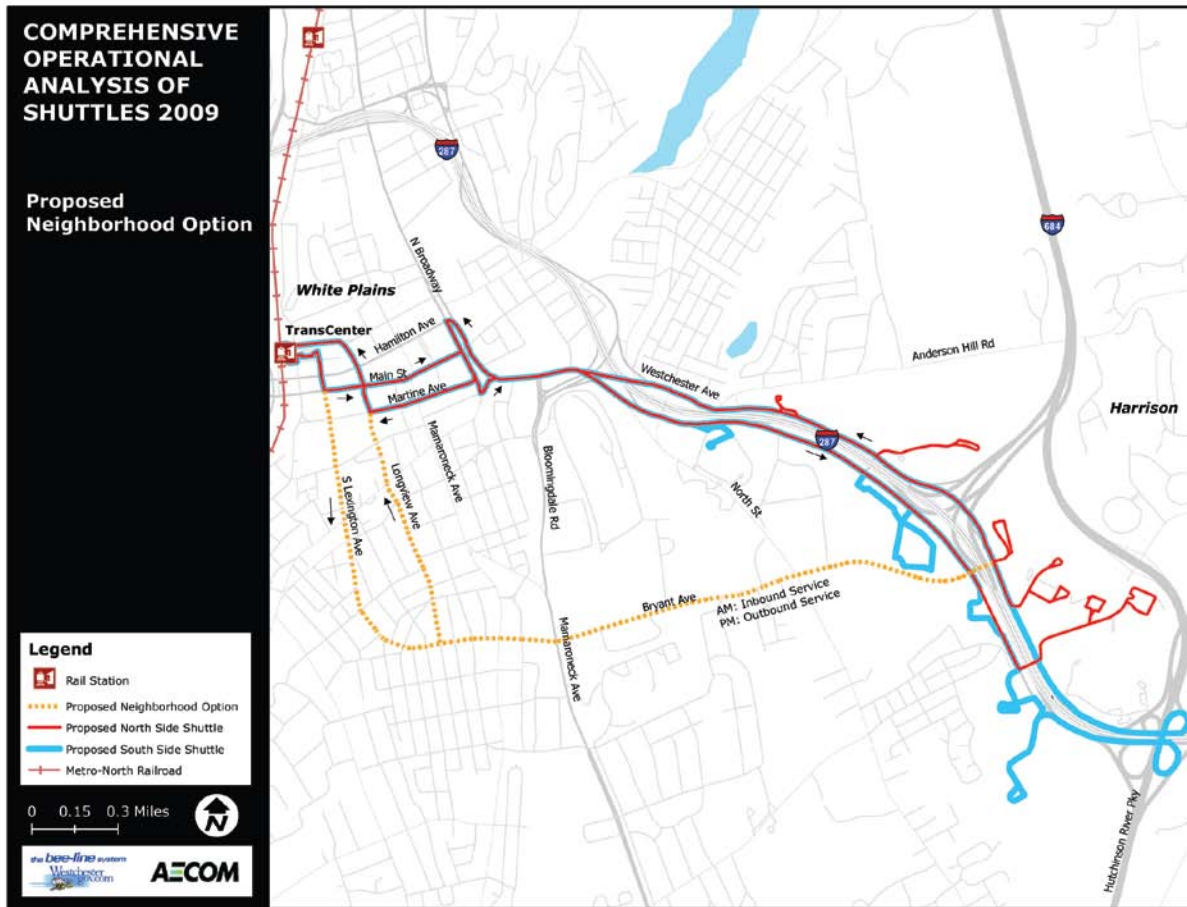 COMPREHENSIVE
OPERATIONAL
ANALYSIS OF
SHUTTLES 2009
Proposed
Neighborhood Option
287
684
N Broadway
White Plains
TransCenter
Hamilton Ave
Main St
Martine Ave
Westchester Ave
Anderson Hill Rd
Harrison
287
S Lexington Ave
Longview Ave
Mamaroneck Ave
Bloomingdale Rd
North St
Bryant Ave
AM: Inbound Service
PM: Outbound Service
Mamaroneck Ave
Hutchinson River Pky
Legend
Rail Station
Proposed Neighborhood Option
Proposed North Side Shuttle
Proposed South Side Shuttle
Metro-North Railroad
0 0.15 0.3 Miles
N
the bee-line system
Westchester
gov.com
AECOM